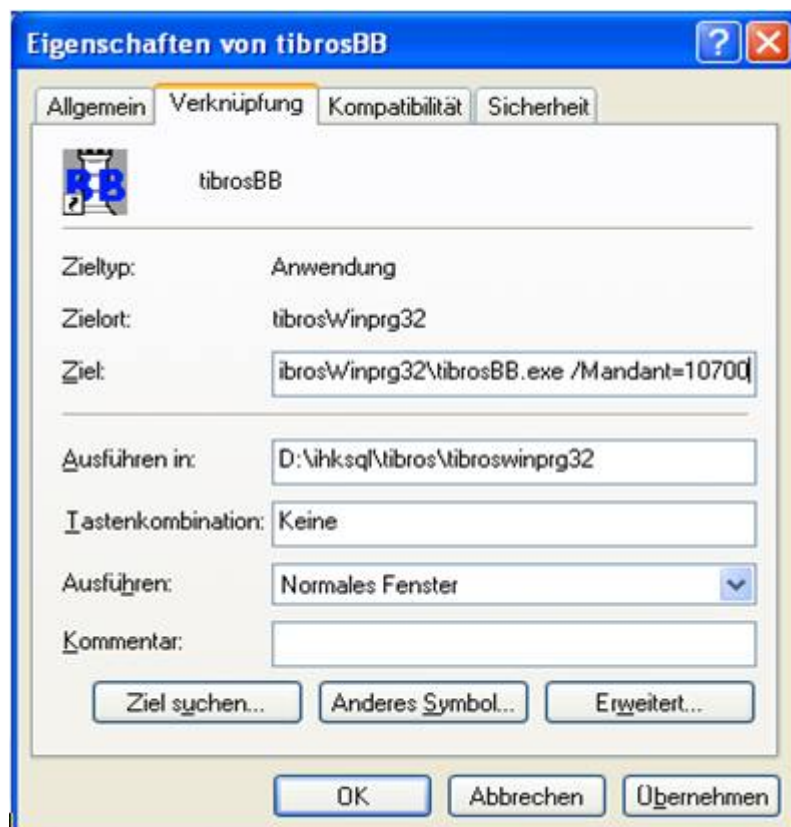 Eigenschaften von tibrosBB
Allgemein Verknüpfung Kompatibilität Sicherheit
BB tibrosBB
Zieltyp: Anwendung
Zielort: tibrosWinprg32
Ziel: ibrosWinprg32\tibrosBB.exe /Mandant=10700
Ausführen in: D:\ihksql\tibros\tibroswinprg32
Tastenkombination: Keine
Ausführen: Normales Fenster
Kommentar:
Ziel suchen... Anderes Symbol... Erweitert...
OK Abbrechen Übernehmen